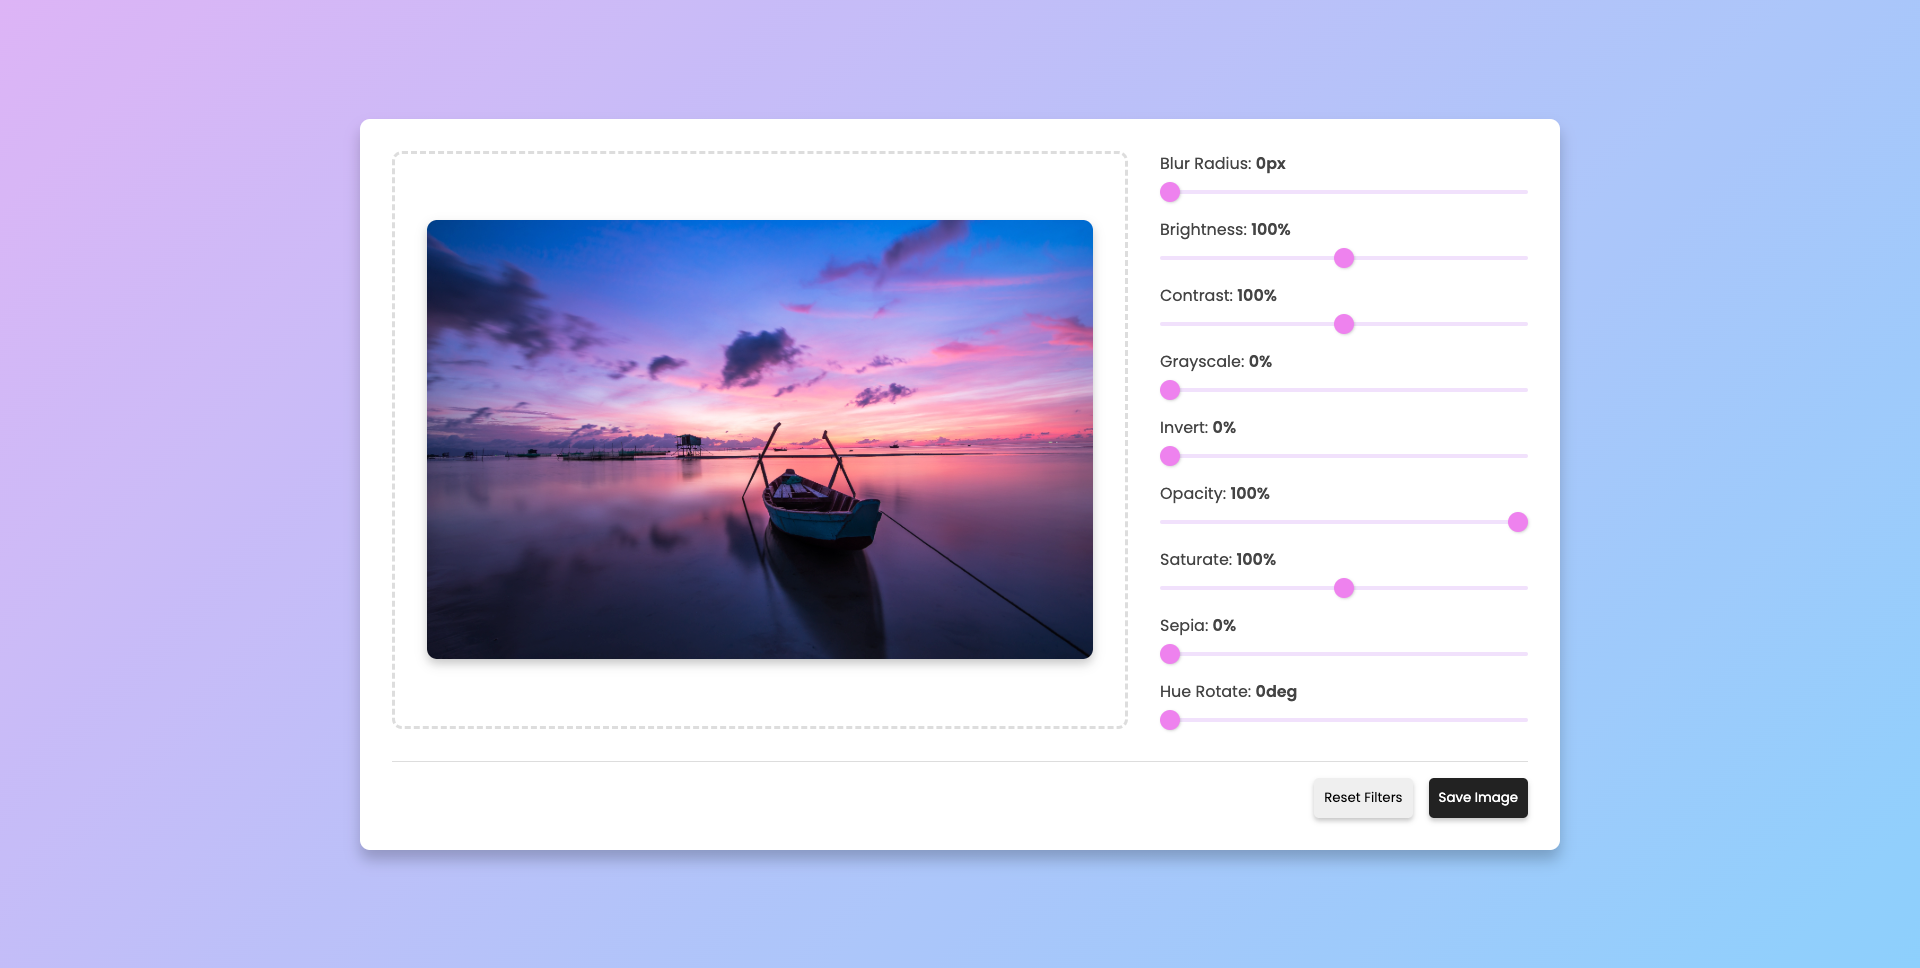 Blur Radius: 0px
Brightness: 100%
Contrast: 100%
Grayscale: 0%
Invert: 0%
Opacity: 100%
Saturate: 100%
Sepia: 0%
Hue Rotate: 0deg
Reset Filters
Save Image